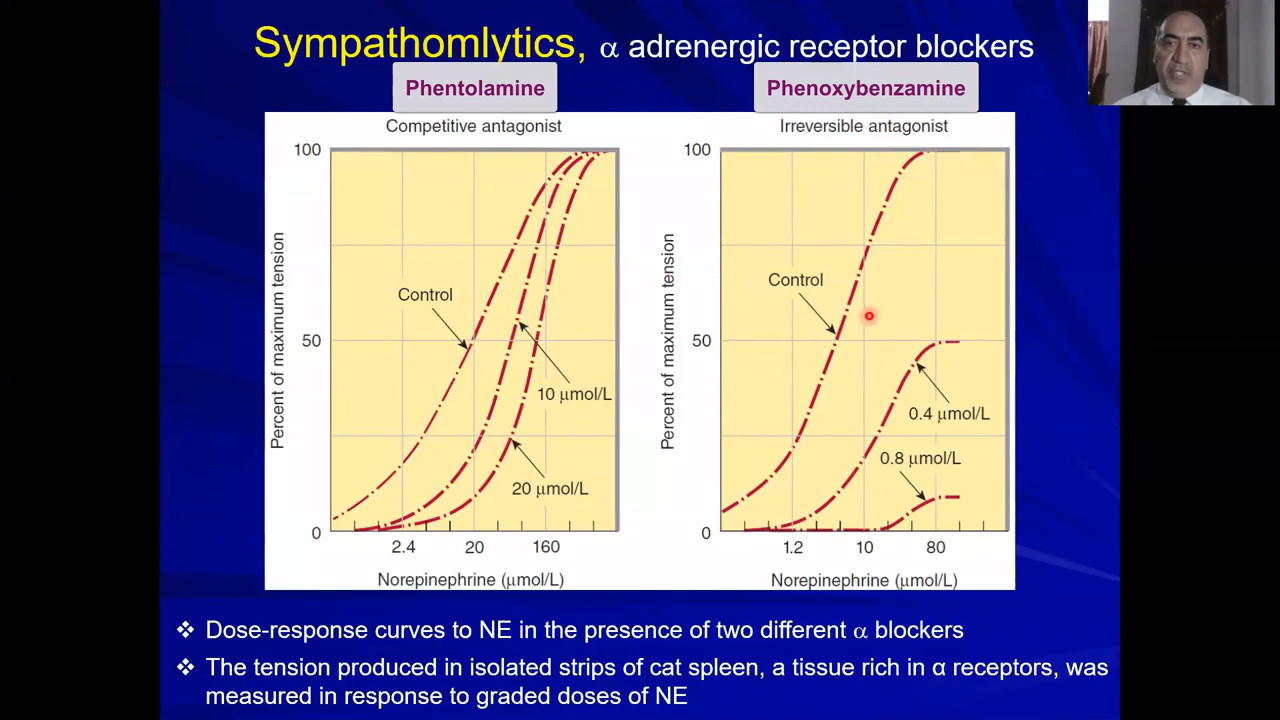 Sympathomlytics, α adrenergic receptor blockers
Phentolamine
Phenoxybenzamine
Competitive antagonist
Irreversible antagonist
Percent of maximum tension
100
50
0
Control
10 μmol/L
20 μmol/L
2.4 20 160
Norepinephrine (μmol/L)
Percent of maximum tension
100
50
0
Control
0.4 μmol/L
0.8 μmol/L
1.2 10 80
Norepinephrine (μmol/L)
❖ Dose-response curves to NE in the presence of two different α blockers
❖ The tension produced in isolated strips of cat spleen, a tissue rich in α receptors, was
measured in response to graded doses of NE